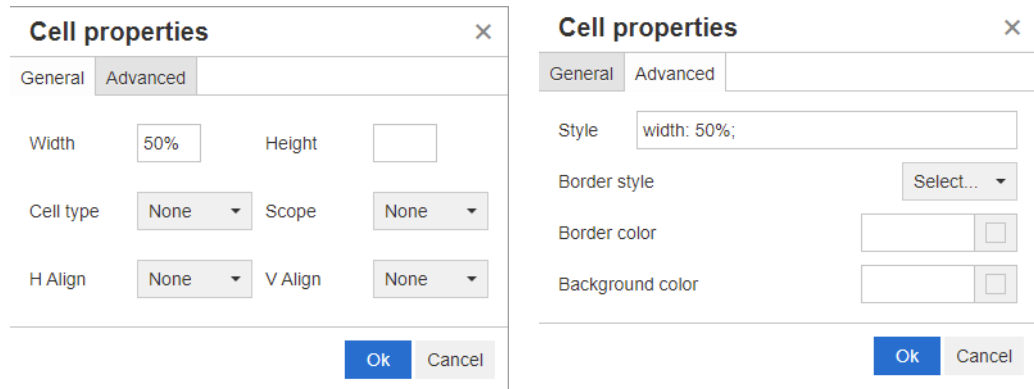 Cell properties ×
General Advanced
Width 50% Height
Cell type None Scope None
H Align None V Align None
Ok Cancel
Cell properties ×
General Advanced
Style width: 50%;
Border style Select...
Border color
Background color
Ok Cancel